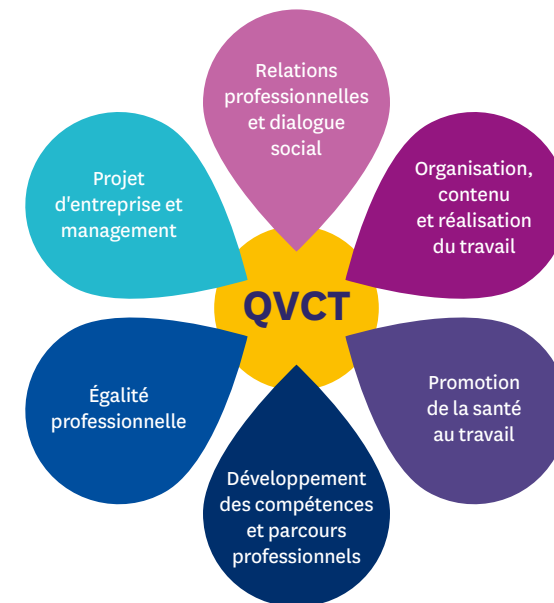 Relations
professionnelles
et dialogue
social
Organisation,
contenu
et réalisation
du travail
Promotion
de la santé
au travail
Développement
des compétences
et parcours
professionnels
Égalité
professionnelle
Projet
d'entreprise et
management
QVCT